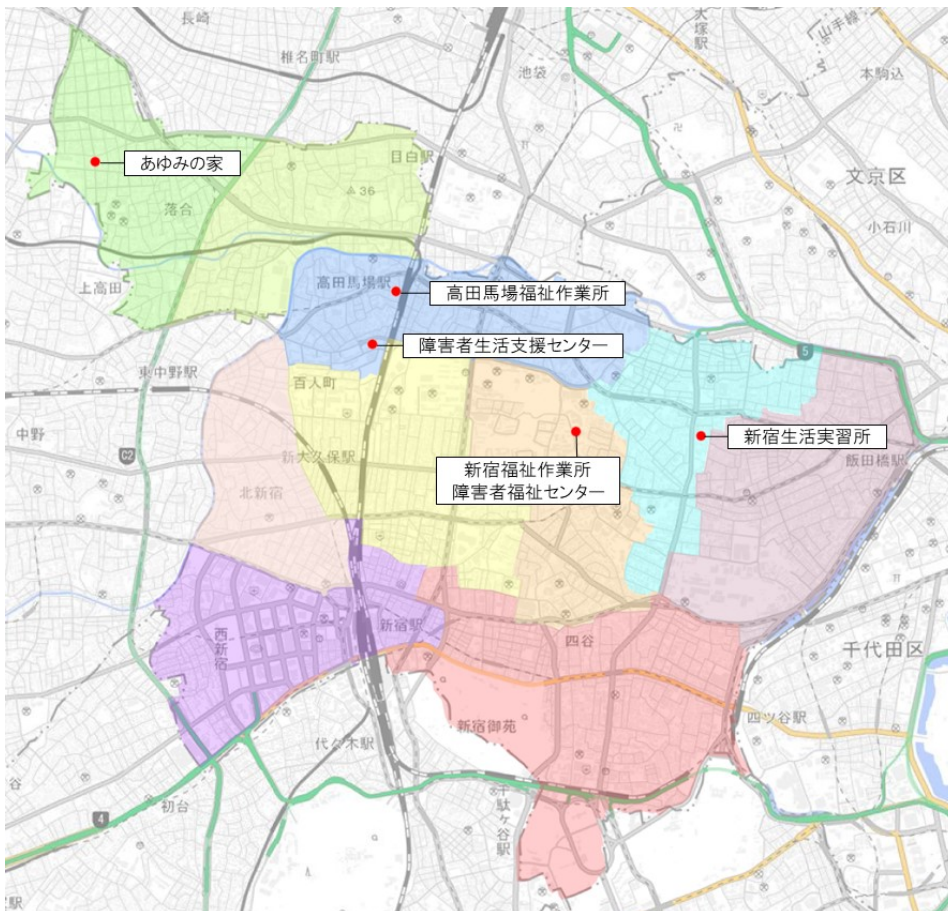 長崎
椎名町駅
池袋
大塚駅
山手線
本駒込
あゆみの家
目白駅
36
文京区
落合
小石川
上高田
高田馬場駅
高田馬場福祉作業所
障害者生活支援センター
5
東中野駅
百人町
中野
C2
新大久保駅
新宿生活実習所
飯田橋駅
北新宿
新宿福祉作業所
障害者福祉センター
西新宿
新宿駅
四谷
千代田区
新宿御苑
四ツ谷駅
代々木駅
谷
初台
4
千駄ヶ谷駅
駅